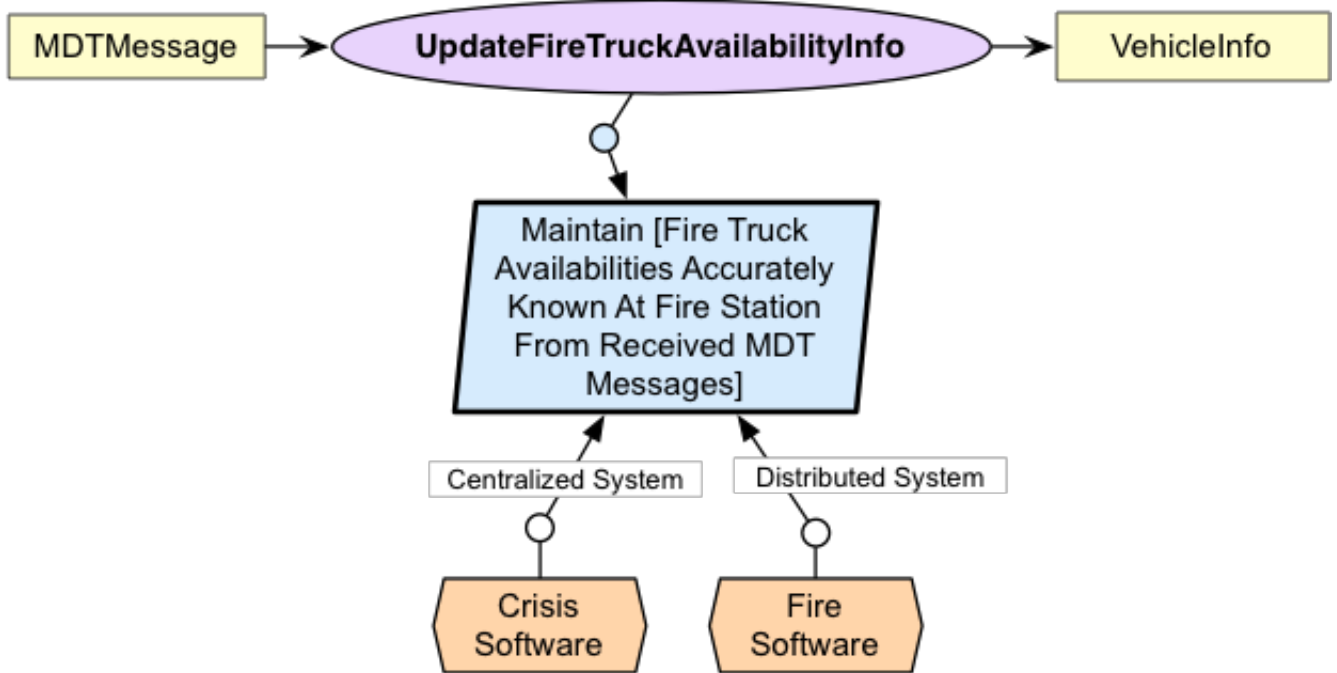 MDTMessage
UpdateFireTruckAvailabilityInfo
VehicleInfo
Maintain [Fire Truck
Availabilities Accurately
Known At Fire Station
From Received MDT
Messages]
Centralized System
Distributed System
Crisis
Software
Fire
Software